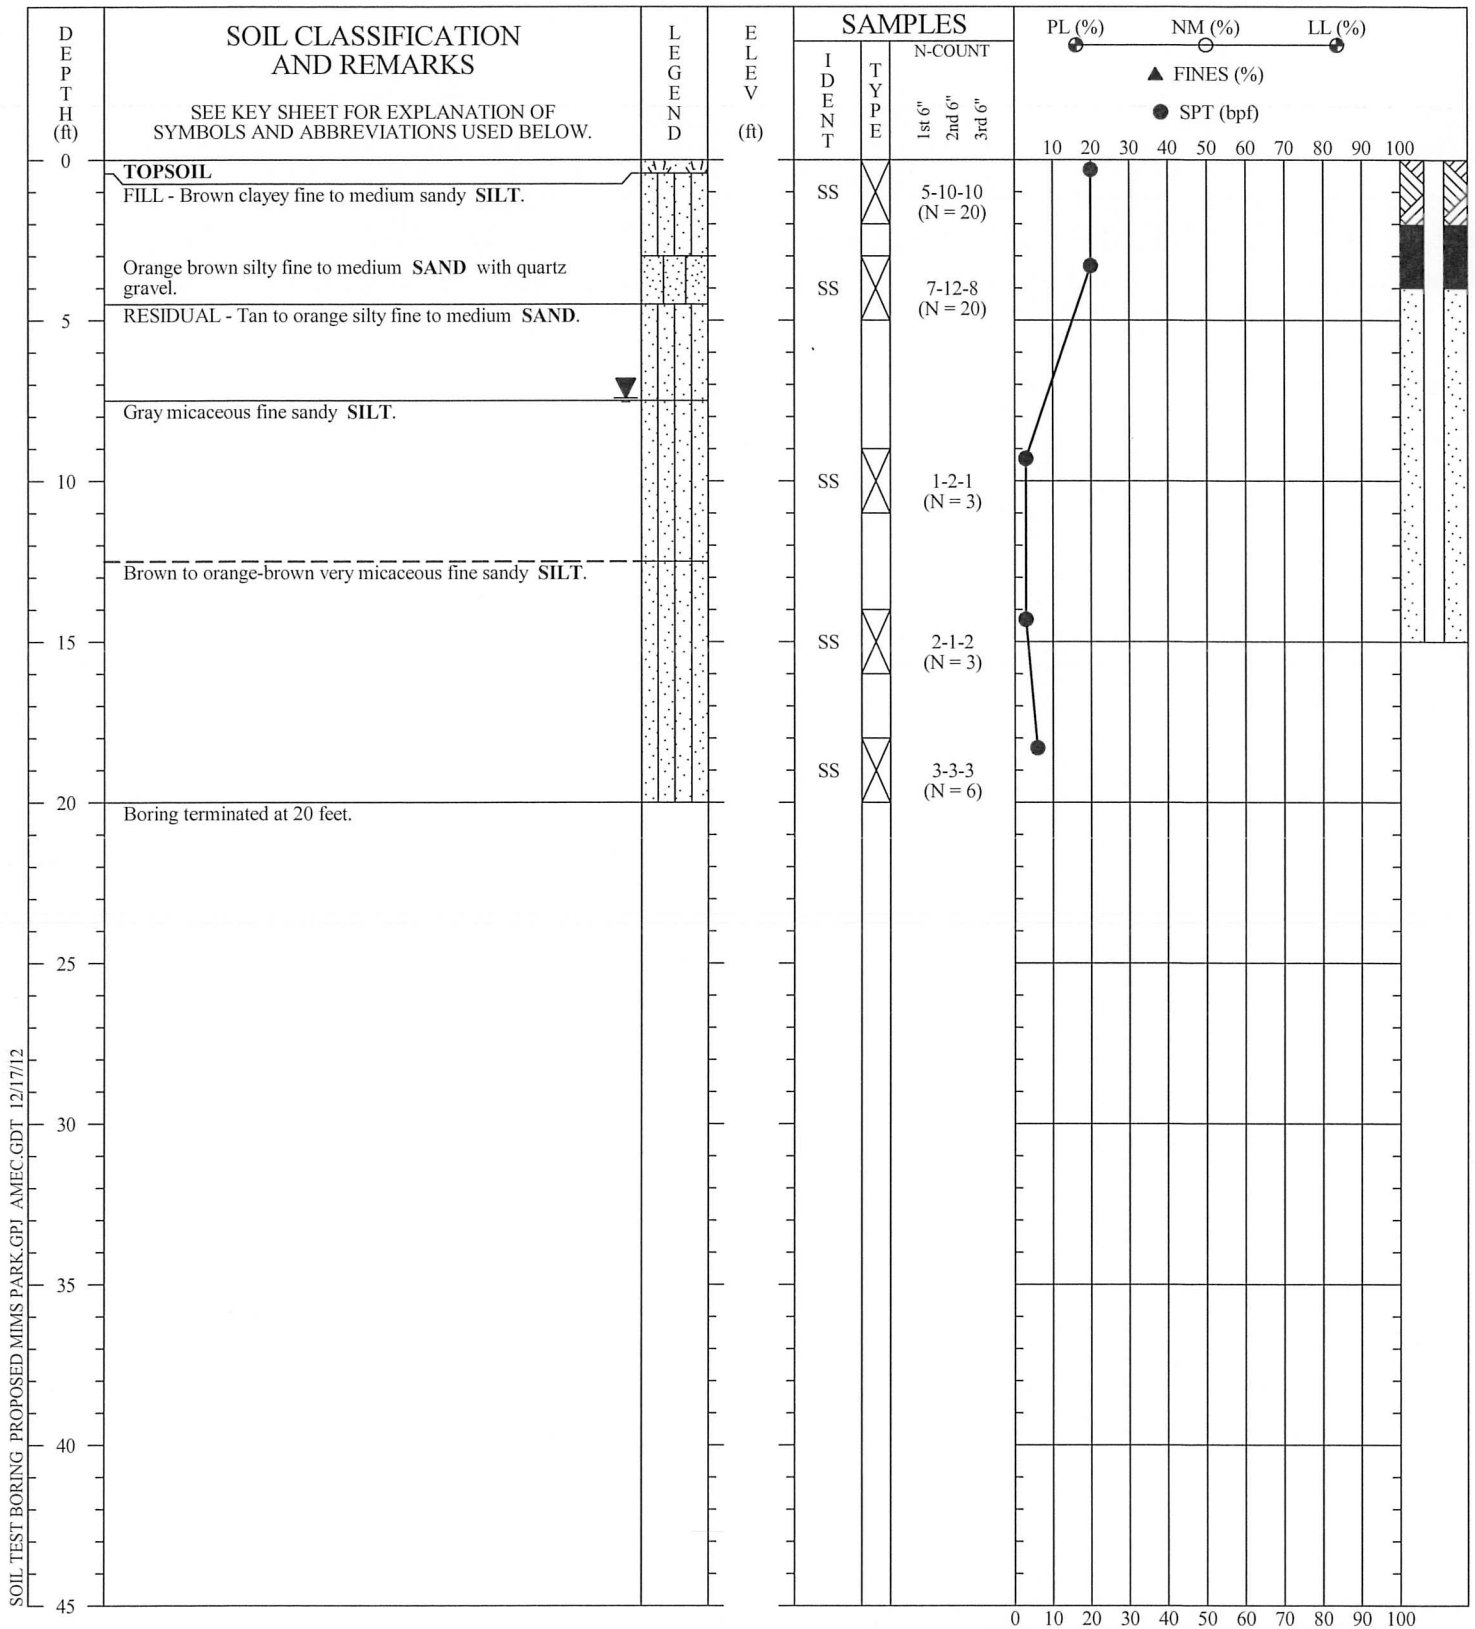 DEPTH
(ft)
SOIL CLASSIFICATION
AND REMARKS
SEE KEY SHEET FOR EXPLANATION OF
SYMBOLS AND ABBREVIATIONS USED BELOW.
LEGEND
ELEV
(ft)
SAMPLES
IDENT
TYPE
N-COUNT
1st 6"
2nd 6"
3rd 6"
PL (%) NM (%) LL (%)
FINES (%)
SPT (bpf)
10 20 30 40 50 60 70 80 90 100
0
TOPSOIL
FILL - Brown clayey fine to medium sandy SILT.
SS
5-10-10
(N = 20)
Orange brown silty fine to medium SAND with quartz
gravel.
SS
7-12-8
(N = 20)
5
RESIDUAL - Tan to orange silty fine to medium SAND.
Gray micaceous fine sandy SILT.
10
SS
1-2-1
(N = 3)
Brown to orange-brown very micaceous fine sandy SILT.
15
SS
2-1-2
(N = 3)
SS
3-3-3
(N = 6)
20
Boring terminated at 20 feet.
25
30
35
40
45
0 10 20 30 40 50 60 70 80 90 100
SOIL TEST BORING PROPOSED MIMS PARK.GPJ AMEC.GDT 12/17/12